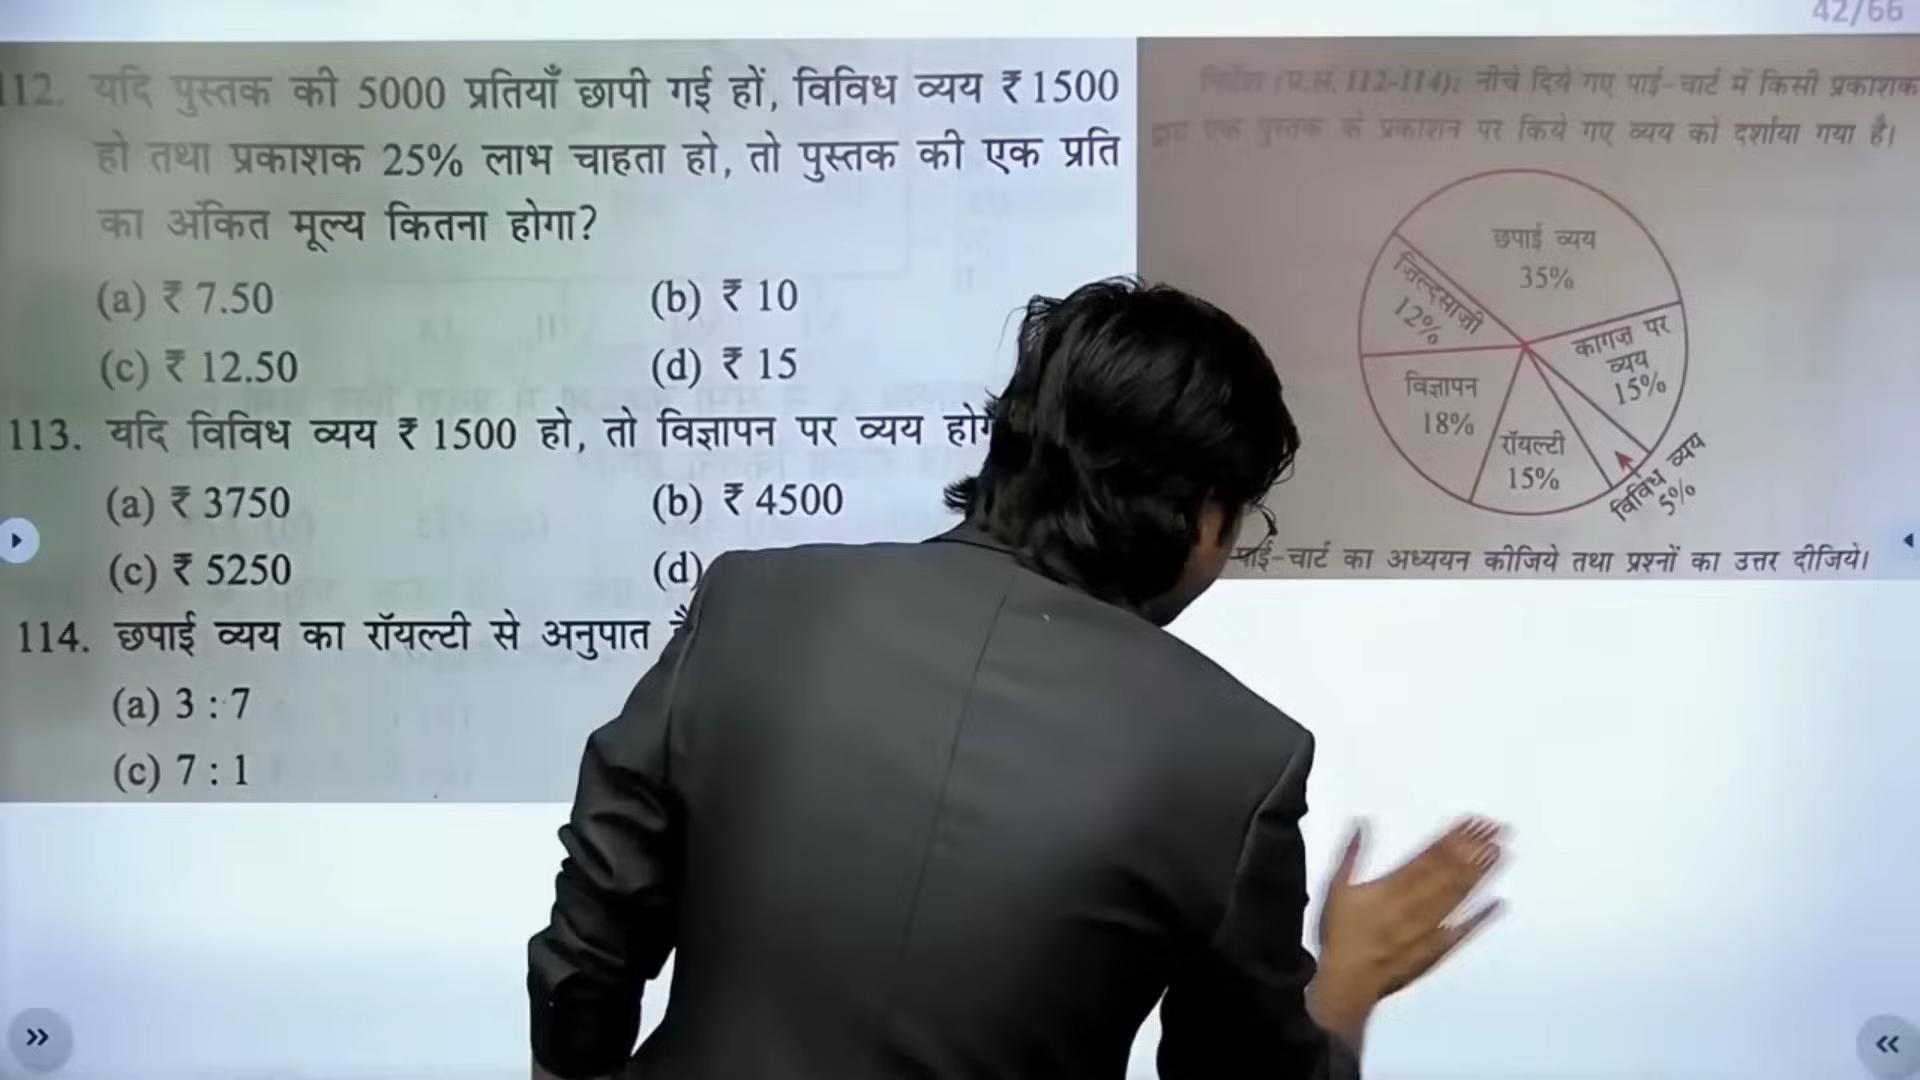 42/66
112. यदि पुस्तक की 5000 प्रतियाँ छापी गई हों, विविध व्यय ₹ 1500
हो तथा प्रकाशक 25% लाभ चाहता हो, तो पुस्तक की एक प्रति
का अंकित मूल्य कितना होगा?
(a) ₹ 7.50 (b) ₹ 10
(c) ₹ 12.50 (d) ₹ 15
113. यदि विविध व्यय ₹ 1500 हो, तो विज्ञापन पर व्यय
(a) ₹ 3750 (b) ₹ 4500
(c) ₹ 5250 (d)
114. छपाई व्यय का रॉयल्टी से अनुपात
(a) 3 : 7
(c) 7 : 1
निर्देश (प्र.सं. 112-114): नीचे दिये गए पाई-चार्ट में किसी प्रकाशक
द्वारा एक पुस्तक के प्रकाशन पर किये गए व्यय को दर्शाया गया है।
छपाई व्यय
35%
जिल्दसाज़ी
12%
कागज़ पर
व्यय
15%
विज्ञापन
18%
रॉयल्टी
15%
विविध व्यय
5%
पाई-चार्ट का अध्ययन कीजिये तथा प्रश्नों का उत्तर दीजिये।